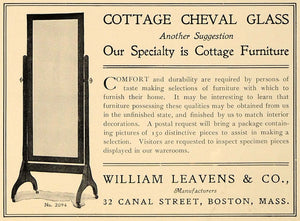 COTTAGE CHEVAL GLASS
Another Suggestion
Our Specialty is Cottage Furniture
COMFORT and durability are required by persons of
taste making selections of furniture with which to
furnish their home. It may be interesting to learn that
furniture possessing these qualities may be obtained from us
in the unfinished state, and finished by us to match interior
decorations. A postal request will bring a package containing
pictures of 150 distinctive pieces to assist in making a
selection. Visitors are requested to inspect specimen pieces
displayed in our warerooms.
WILLIAM LEAVENS & CO.,
Manufacturers
32 CANAL STREET, BOSTON, MASS.
No. 2094